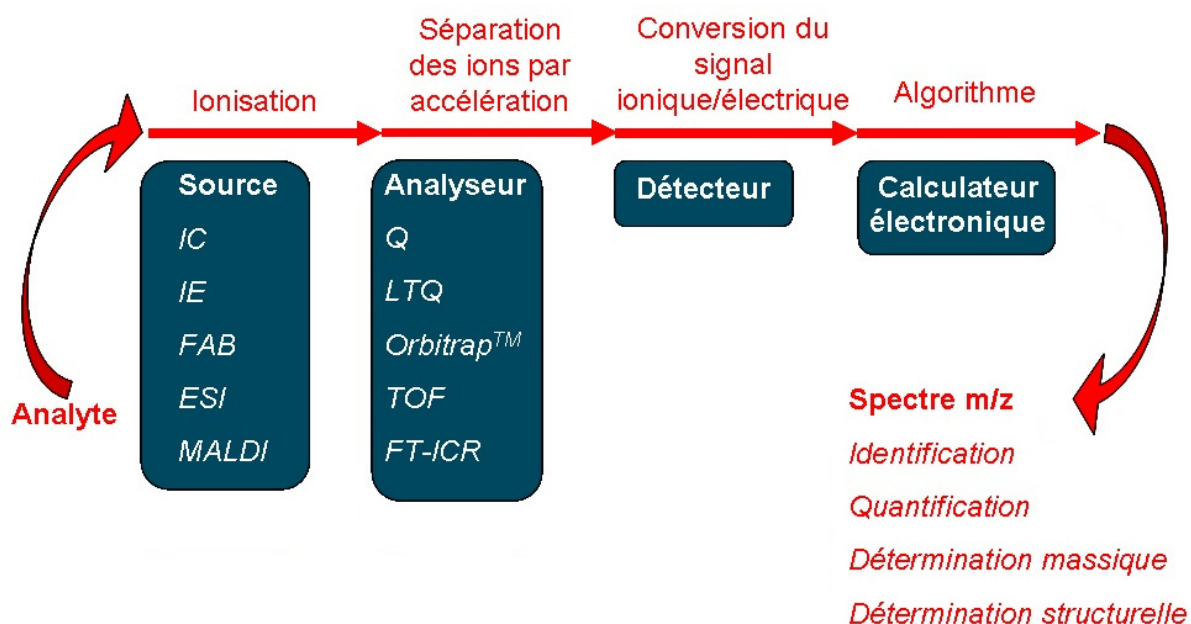 Ionisation
Séparation
des ions par
accélération
Conversion du
signal
ionique/électrique
Algorithme
Source
IC
IE
FAB
ESI
MALDI
Analyseur
Q
LTQ
Orbitrap™
TOF
FT-ICR
Détecteur
Calculateur
électronique
Analyte
Spectre m/z
Identification
Quantification
Détermination massique
Détermination structurelle